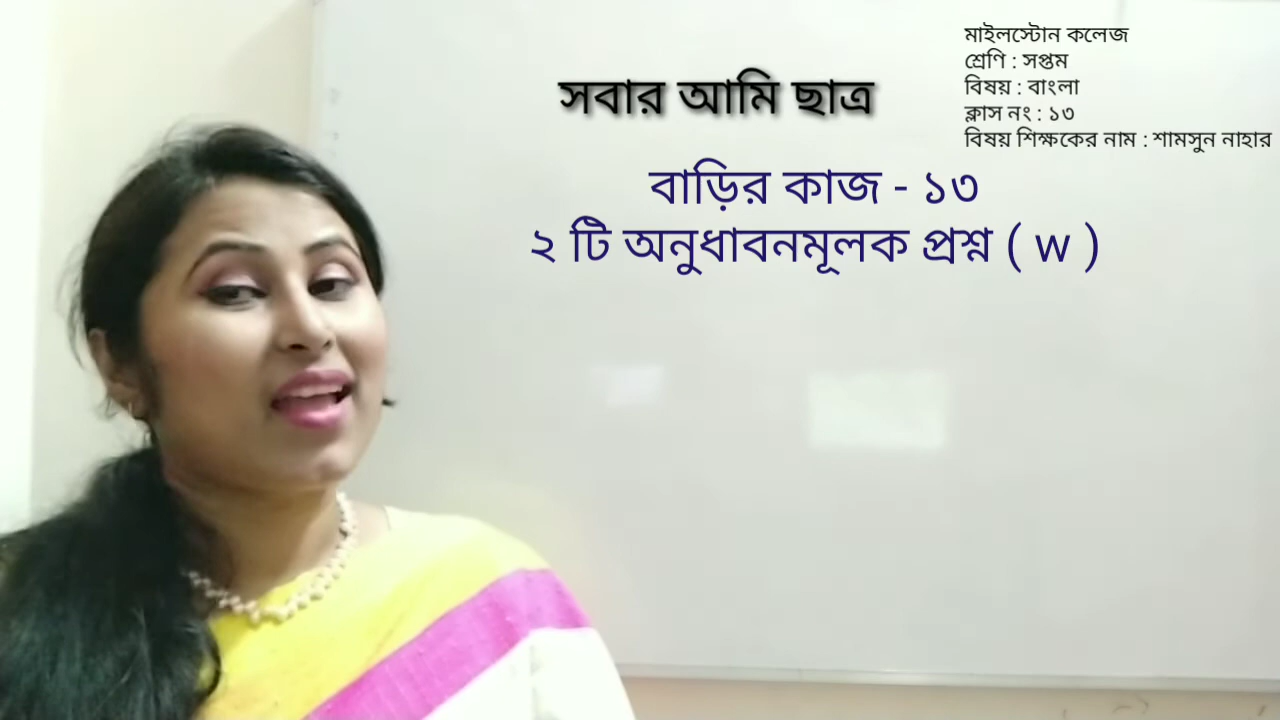 মাইলস্টোন কলেজ
শ্রেণি : সপ্তম
বিষয় : বাংলা
ক্লাস নং : ১৩
বিষয় শিক্ষকের নাম : শামসুন নাহার
সবার আমি ছাত্র
বাড়ির কাজ - ১৩
২ টি অনুধাবনমূলক প্রশ্ন ( w )